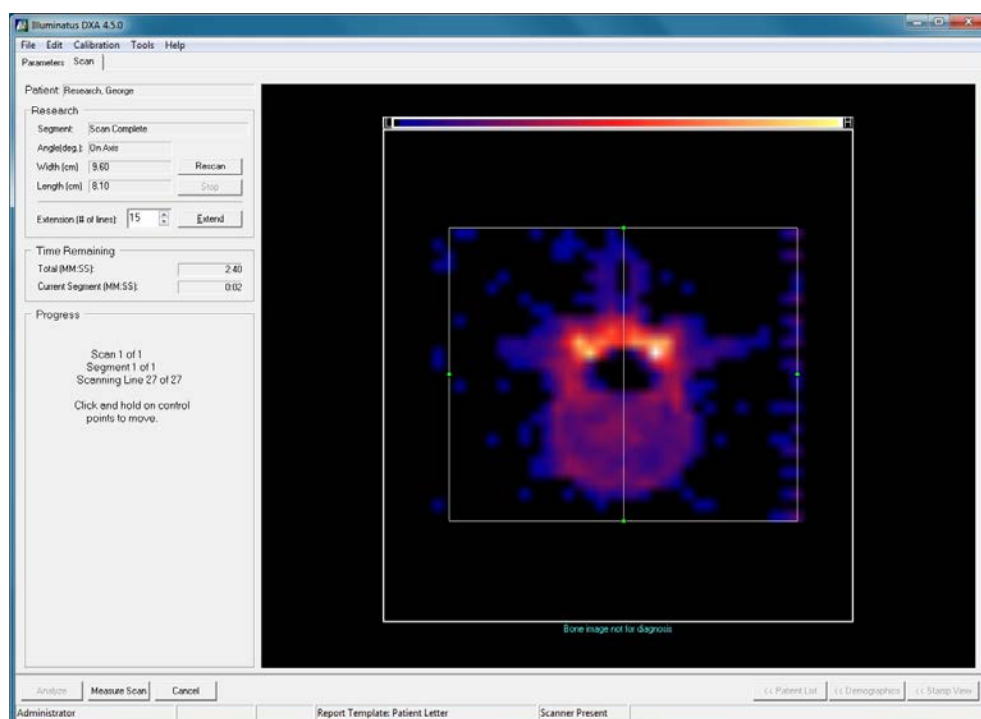 Illuminatus DXA 4.5.0
File Edit Calibration Tools Help
Parameters Scan
Patient: Research, George
Research
Segment: Scan Complete
Angle(deg.): On Axis
Width (cm) 9.60 Rescan
Length (cm) 8.10 Stop
Extension (# of lines): 15 Extend
Time Remaining
Total (MM:SS): 2:40
Current Segment (MM:SS): 0:02
Progress
Scan 1 of 1
Segment 1 of 1
Scanning Line 27 of 27
Click and hold on control
points to move.
L H
Bone image not for diagnosis
Analyze Measure Scan Cancel << Patient List << Demographics << Stamp View
Administrator Report Template: Patient Letter Scanner Present